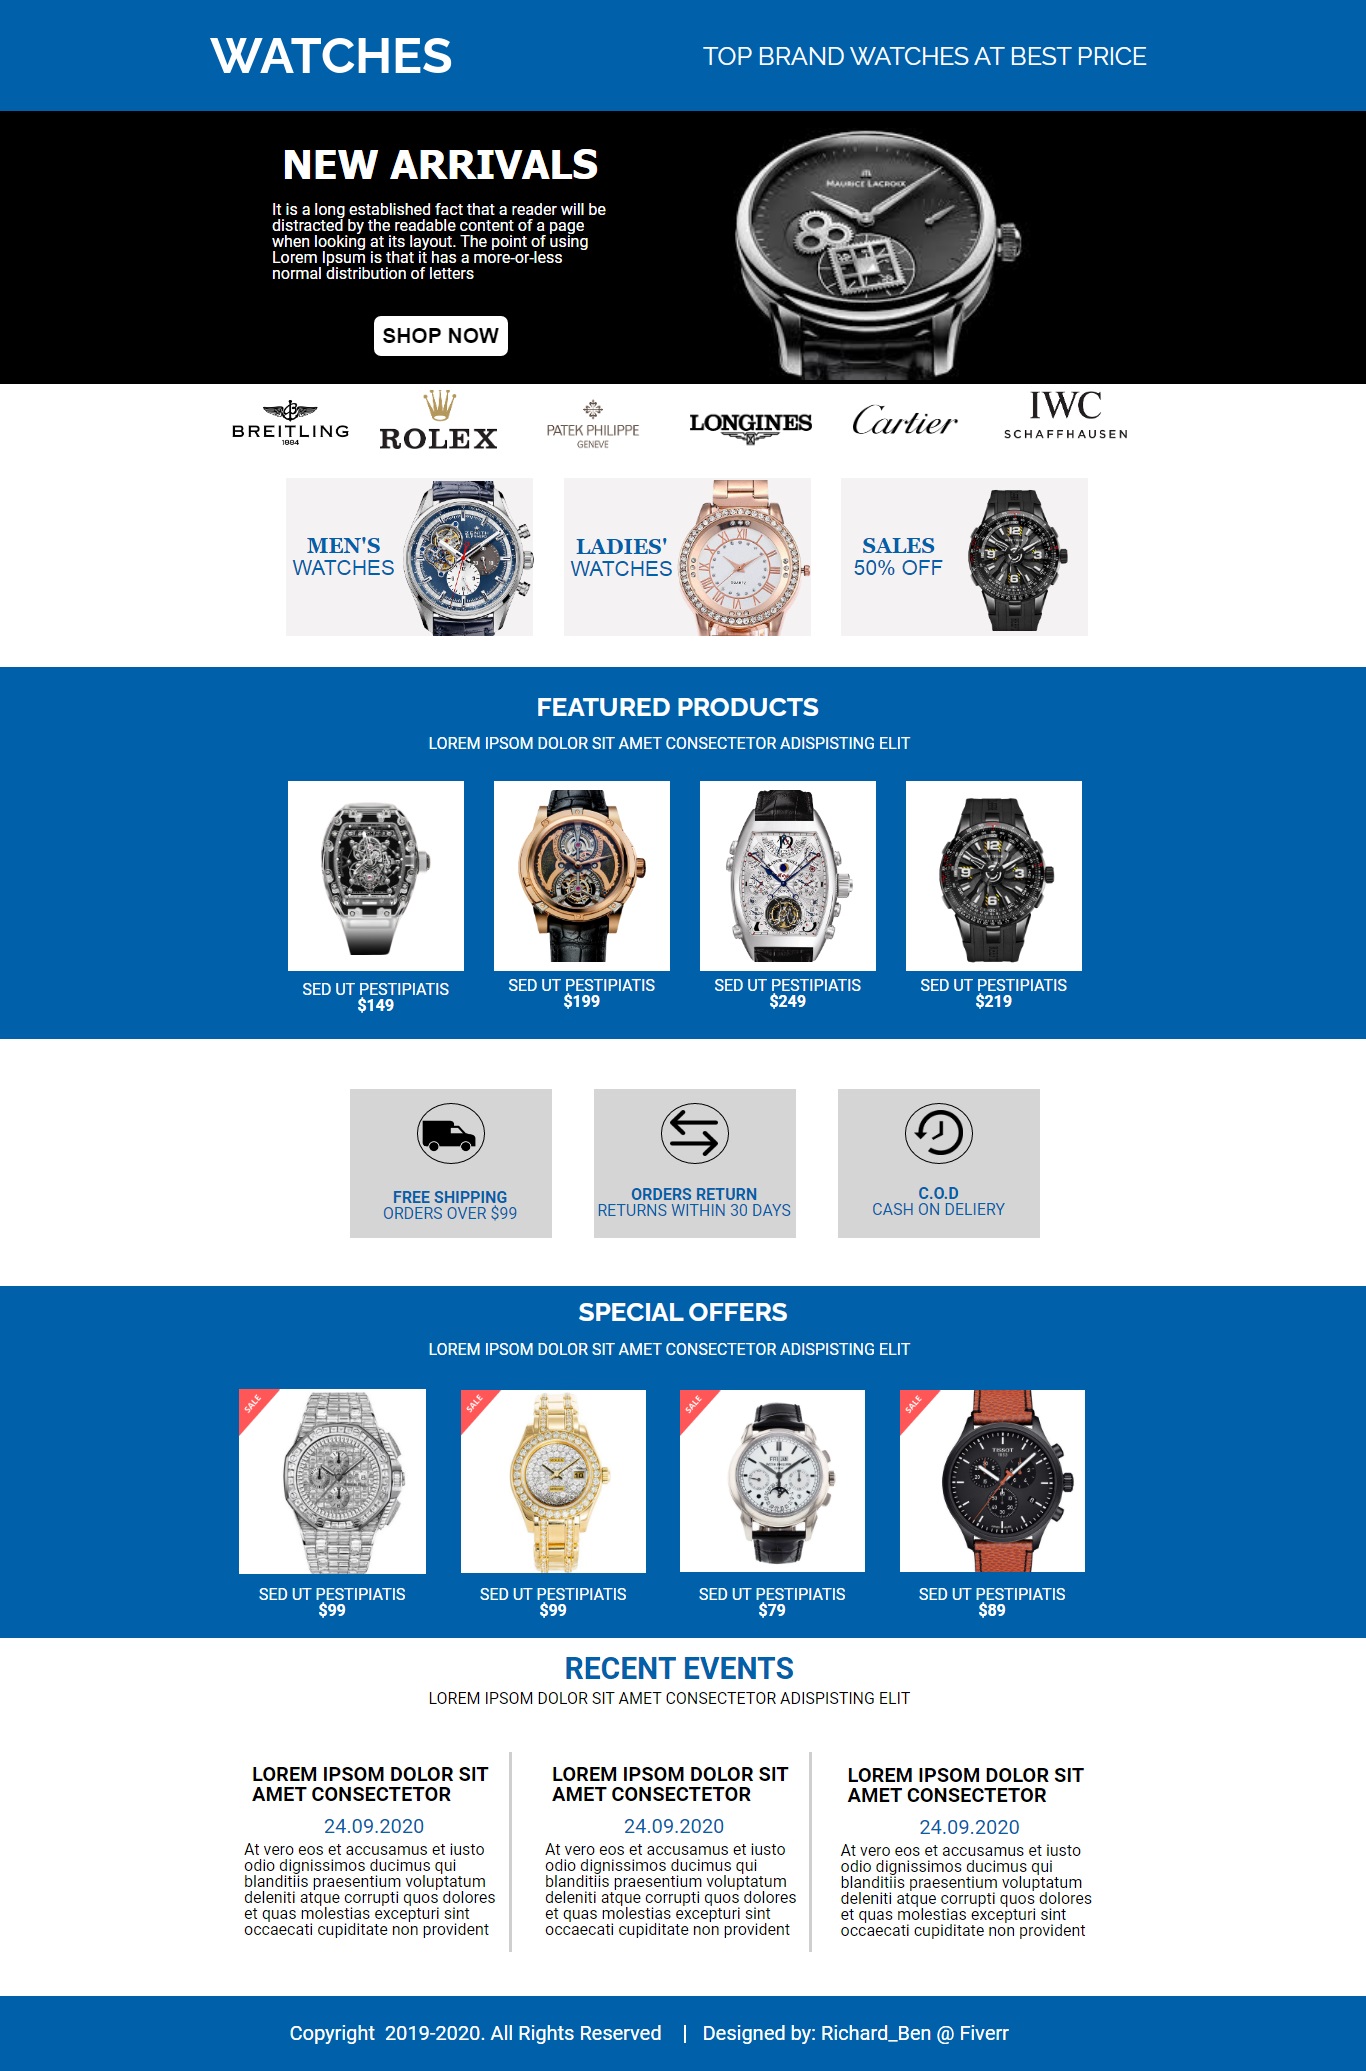 WATCHES
TOP BRAND WATCHES AT BEST PRICE
NEW ARRIVALS
It is a long established fact that a reader will be
distracted by the readable content of a page
when looking at its layout. The point of using
Lorem Ipsum is that it has a more-or-less
normal distribution of letters
SHOP NOW
MAURICE LACROIX
BREITLING
1884
ROLEX
PATEK PHILIPPE
GENEVE
LONGINES
Cartier
IWC
SCHAFFHAUSEN
MEN'S
WATCHES
ZENITH
LADIES'
WATCHES
QUARTZ
SALES
50% OFF
FEATURED PRODUCTS
LOREM IPSOM DOLOR SIT AMET CONSECTETOR ADISPISTING ELIT
SED UT PESTIPIATIS
$149
SED UT PESTIPIATIS
$199
SED UT PESTIPIATIS
$249
SED UT PESTIPIATIS
$219
FREE SHIPPING
ORDERS OVER $99
ORDERS RETURN
RETURNS WITHIN 30 DAYS
C.O.D
CASH ON DELIERY
SPECIAL OFFERS
LOREM IPSOM DOLOR SIT AMET CONSECTETOR ADISPISTING ELIT
SALE
SALE
SALE
SALE
TISSOT
SED UT PESTIPIATIS
$99
SED UT PESTIPIATIS
$99
SED UT PESTIPIATIS
$79
SED UT PESTIPIATIS
$89
RECENT EVENTS
LOREM IPSOM DOLOR SIT AMET CONSECTETOR ADISPISTING ELIT
LOREM IPSOM DOLOR SIT
AMET CONSECTETOR
24.09.2020
At vero eos et accusamus et iusto
odio dignissimos ducimus qui
blanditiis praesentium voluptatum
deleniti atque corrupti quos dolores
et quas molestias excepturi sint
occaecati cupiditate non provident
LOREM IPSOM DOLOR SIT
AMET CONSECTETOR
24.09.2020
At vero eos et accusamus et iusto
odio dignissimos ducimus qui
blanditiis praesentium voluptatum
deleniti atque corrupti quos dolores
et quas molestias excepturi sint
occaecati cupiditate non provident
LOREM IPSOM DOLOR SIT
AMET CONSECTETOR
24.09.2020
At vero eos et accusamus et iusto
odio dignissimos ducimus qui
blanditiis praesentium voluptatum
deleniti atque corrupti quos dolores
et quas molestias excepturi sint
occaecati cupiditate non provident
Copyright  2019-2020. All Rights Reserved | Designed by: Richard_Ben @ Fiverr